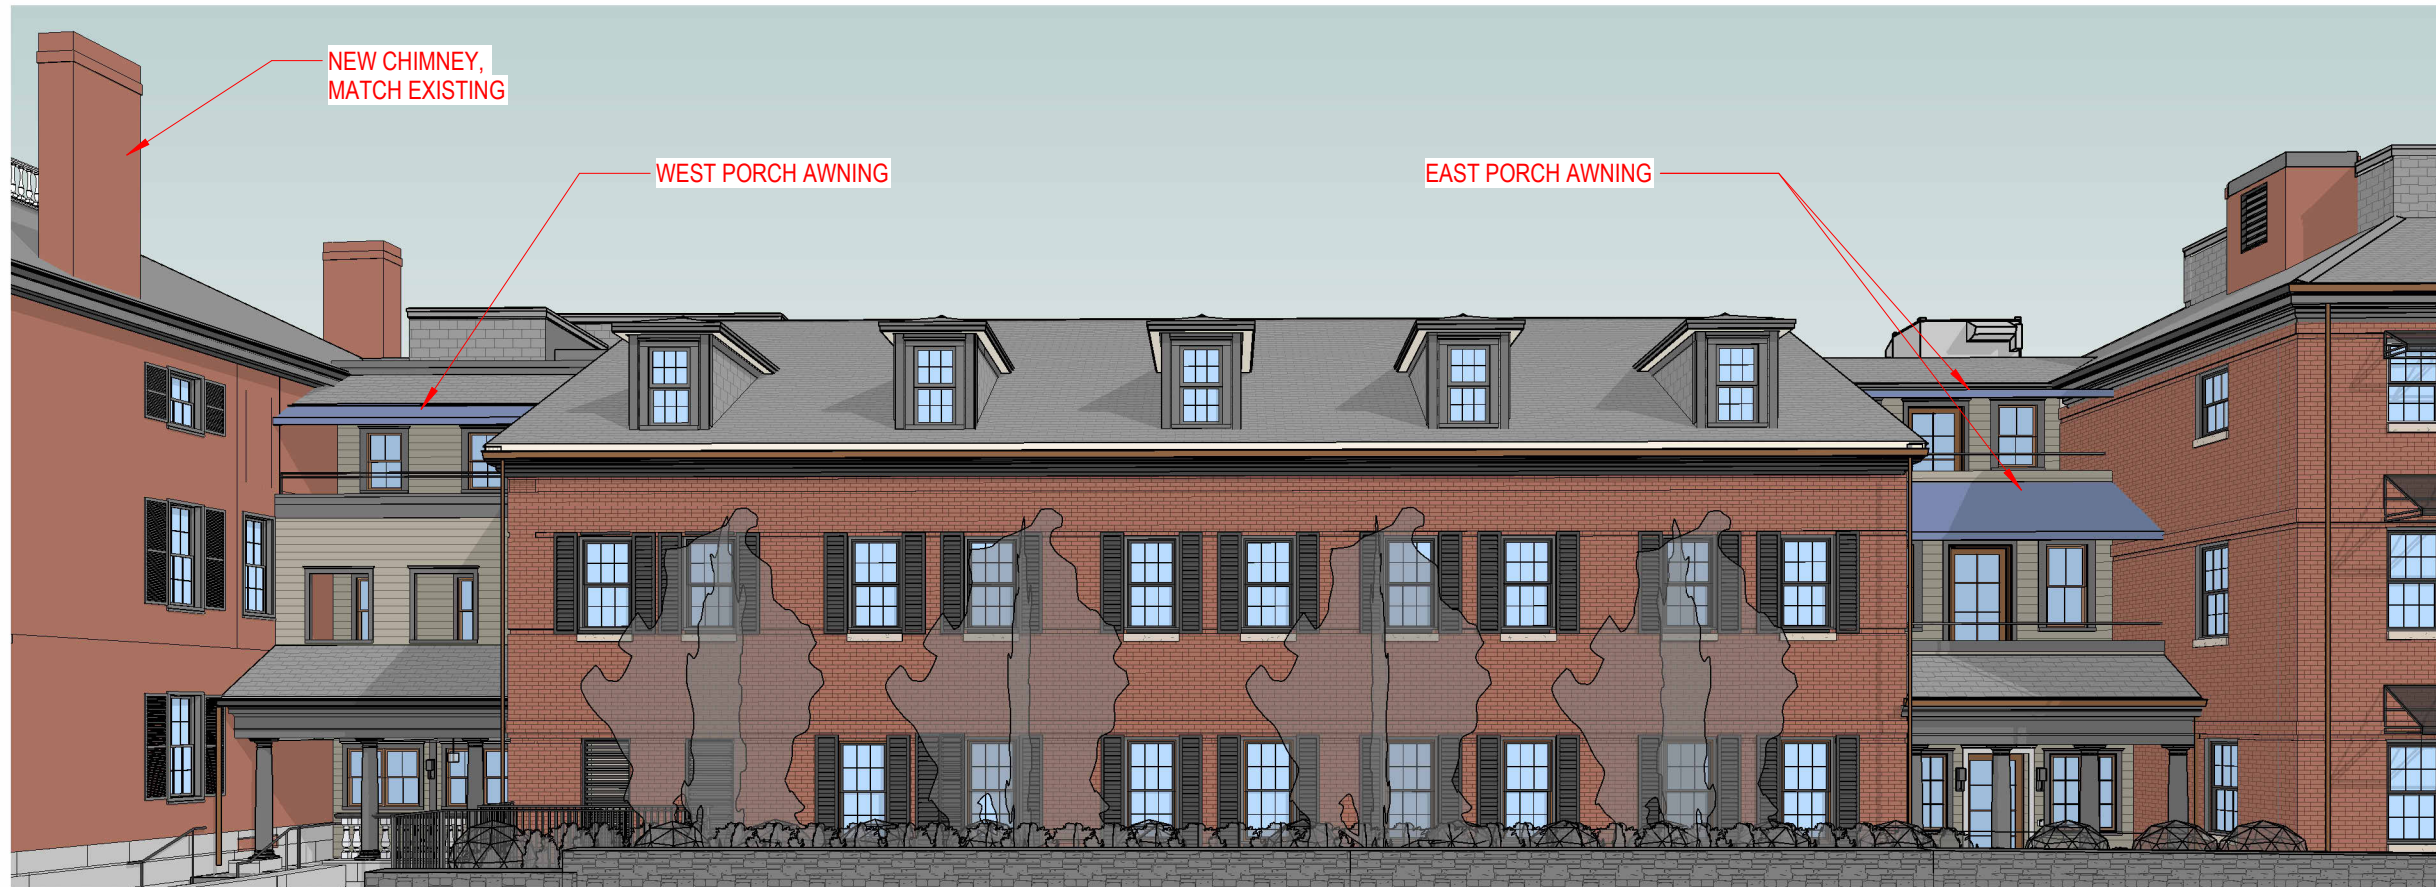 NEW CHIMNEY,
MATCH EXISTING
WEST PORCH AWNING
EAST PORCH AWNING